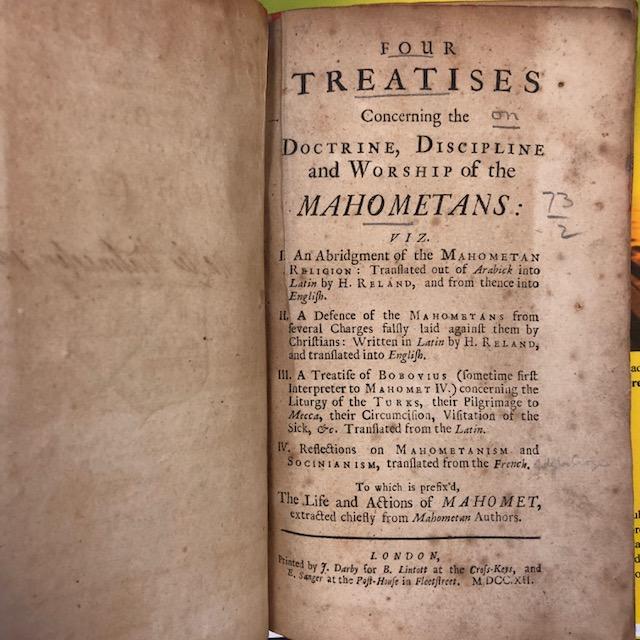 FOUR
TREATISES
Concerning the on
DOCTRINE, DISCIPLINE
and WORSHIP of the
MAHOMETANS: 73/2
VIZ.
I. An Abridgment of the MAHOMETAN
RELIGION: Tranſlated out of Arabick into
Latin by H. RELAND, and from thence into
Engliſh.
II. A Defence of the MAHOMETANS from
ſeveral Charges falſly laid againſt them by
Chriſtians: Written in Latin by H. RELAND,
and tranſlated into Engliſh.
III. A Treatiſe of BOBOVIUS (ſometime firſt
Interpreter to MAHOMET IV.) concerning the
Liturgy of the TURKS, their Pilgrimage to
Mecca, their Circumciſion, Viſitation of the
Sick, &c. Tranſlated from the Latin.
IV. Reflections on MAHOMETANISM and
SOCINIANISM, tranſlated from the French.
To which is prefix'd,
The Life and Actions of MAHOMET,
extracted chiefly from Mahometan Authors.
LONDON,
Printed by J. Darby for B. Lintott at the Croſs-Keys, and
E. Sanger at the Poſt-Houſe in Fleetſtreet. MDCC.XII.